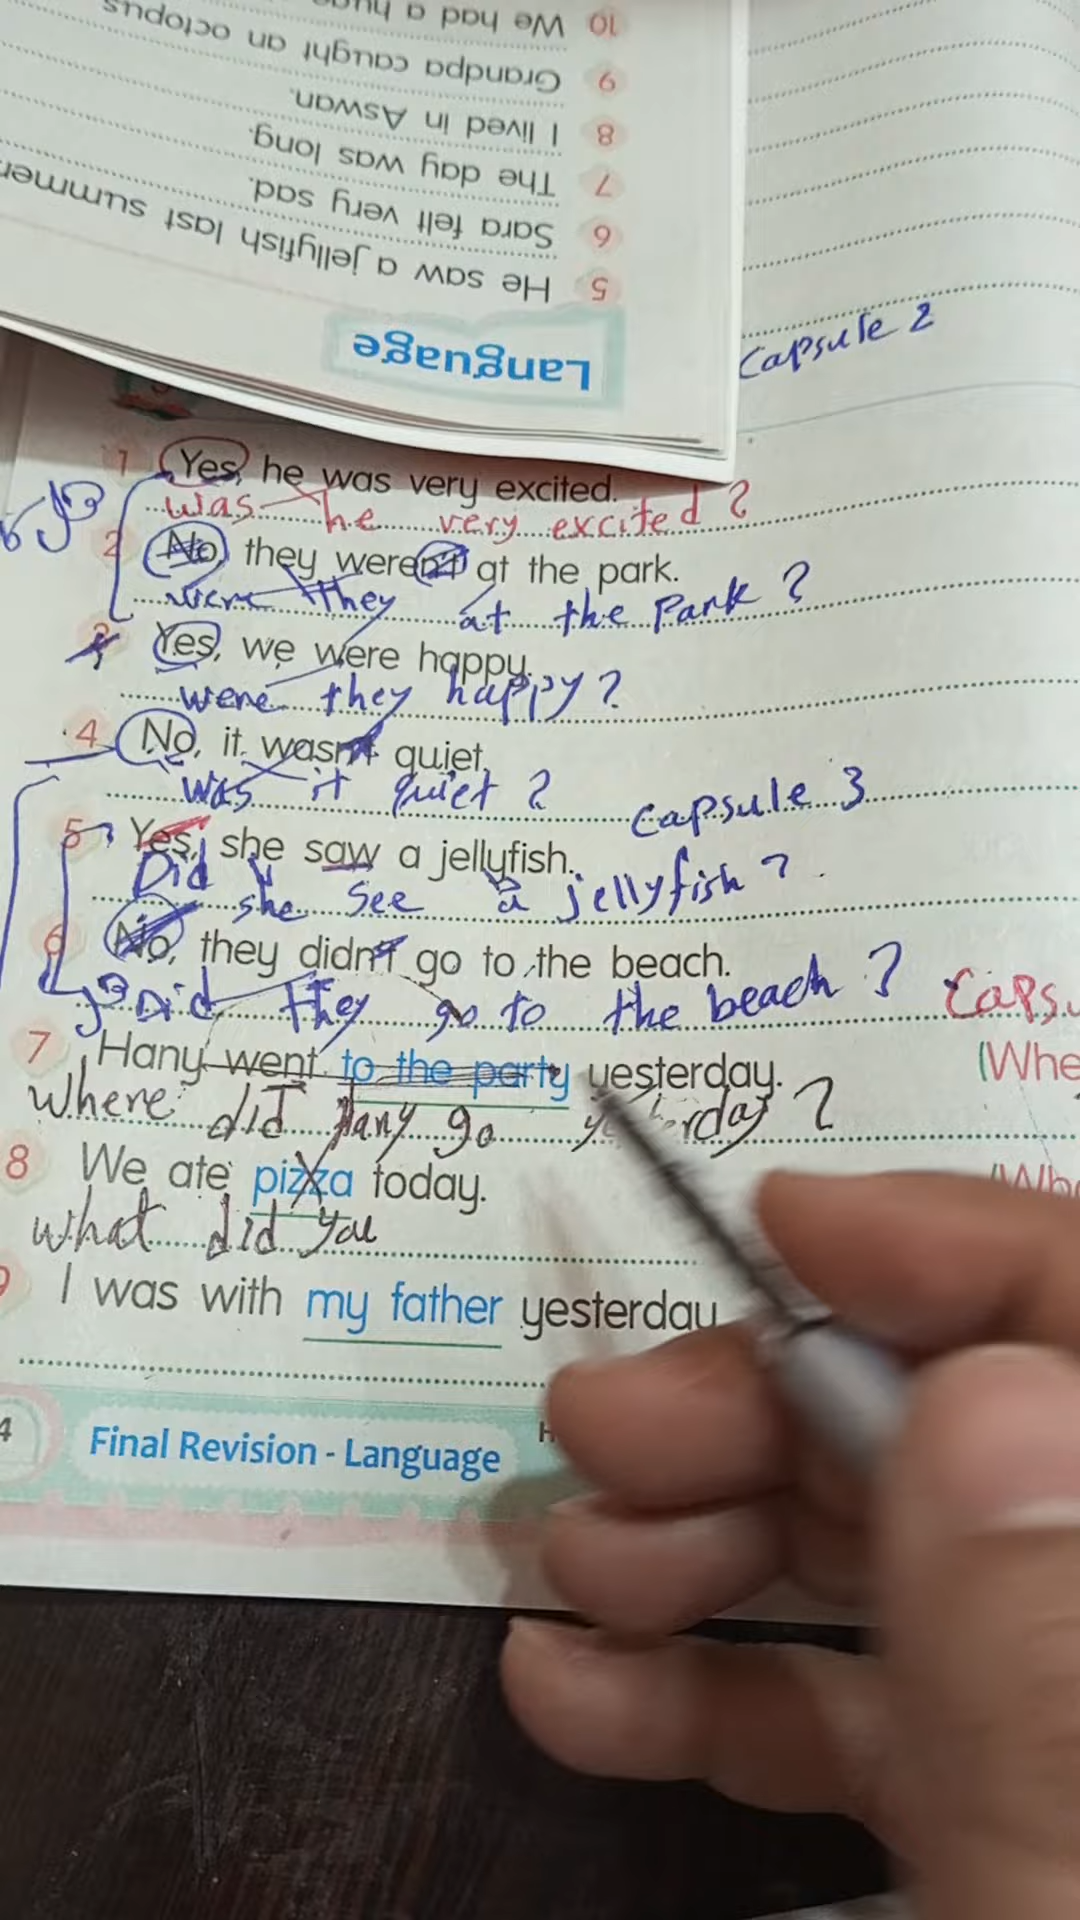 10 We had a
9 Grandpa caught an octopus
8 I lived in Aswan.
7 The day was long.
6 Sara felt very sad.
5 He saw a jellyfish last summer
Language
Capsule 2
1 Yes, he was very excited.
was he very excited ?
2 No, they weren't at the park.
were they at the Park ?
3 Yes, we were happy.
were they happy ?
4 No, it wasn't quiet.
was it quiet ?
Capsule 3
5 Yes, she saw a jellyfish.
Did she see a jellyfish ?
6 No, they didn't go to the beach.
Did they go to the beach ?
7 Hany went to the party yesterday.
where did Hany go yesterday ?
8 We ate pizza today.
what did you
9 I was with my father yesterday
4
Final Revision - Language